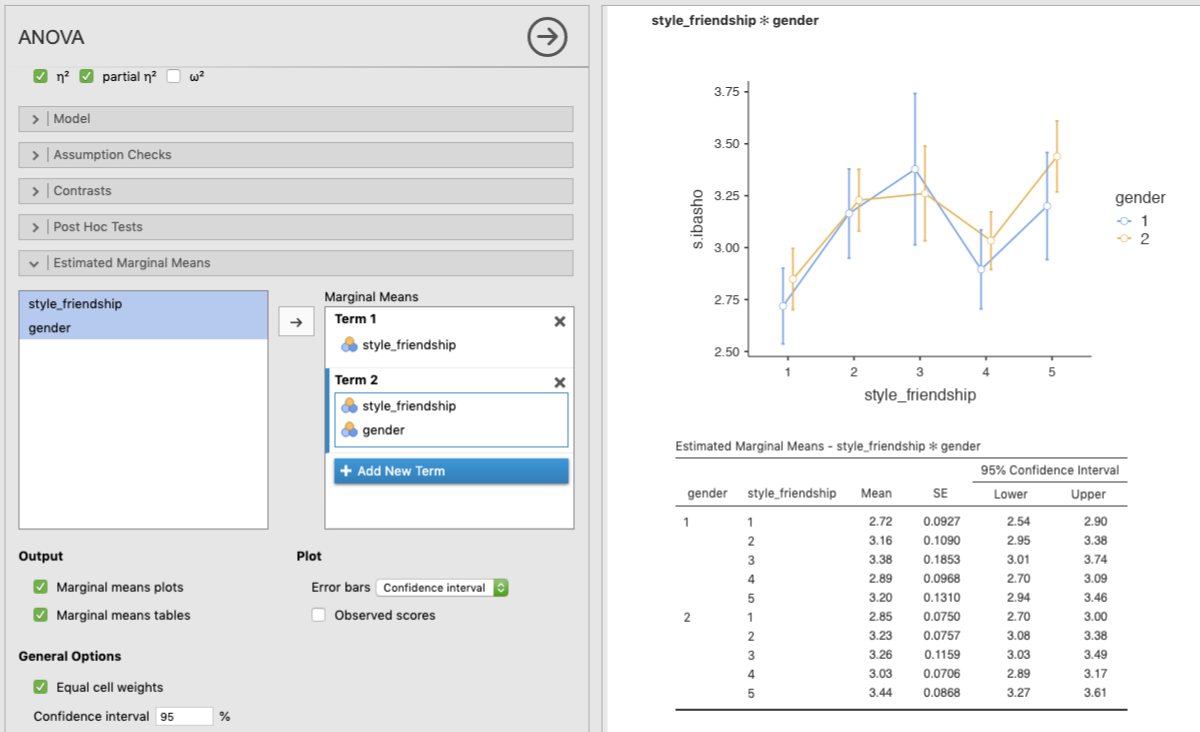 ANOVA
η² partial η² ω²
Model
Assumption Checks
Contrasts
Post Hoc Tests
Estimated Marginal Means
style_friendship
gender
Marginal Means
Term 1
style_friendship
Term 2
style_friendship
gender
Add New Term
Output
Marginal means plots
Marginal means tables
Plot
Error bars Confidence interval
Observed scores
General Options
Equal cell weights
Confidence interval 95 %
style_friendship ✻ gender
3.75
3.50
3.25
3.00
2.75
2.50
s.ibasho
1 2 3 4 5
style_friendship
gender
1
2
Estimated Marginal Means - style_friendship ✻ gender
95% Confidence Interval
gender style_friendship Mean SE Lower Upper
1 1 2.72 0.0927 2.54 2.90
2 3.16 0.1090 2.95 3.38
3 3.38 0.1853 3.01 3.74
4 2.89 0.0968 2.70 3.09
5 3.20 0.1310 2.94 3.46
2 1 2.85 0.0750 2.70 3.00
2 3.23 0.0757 3.08 3.38
3 3.26 0.1159 3.03 3.49
4 3.03 0.0706 2.89 3.17
5 3.44 0.0868 3.27 3.61